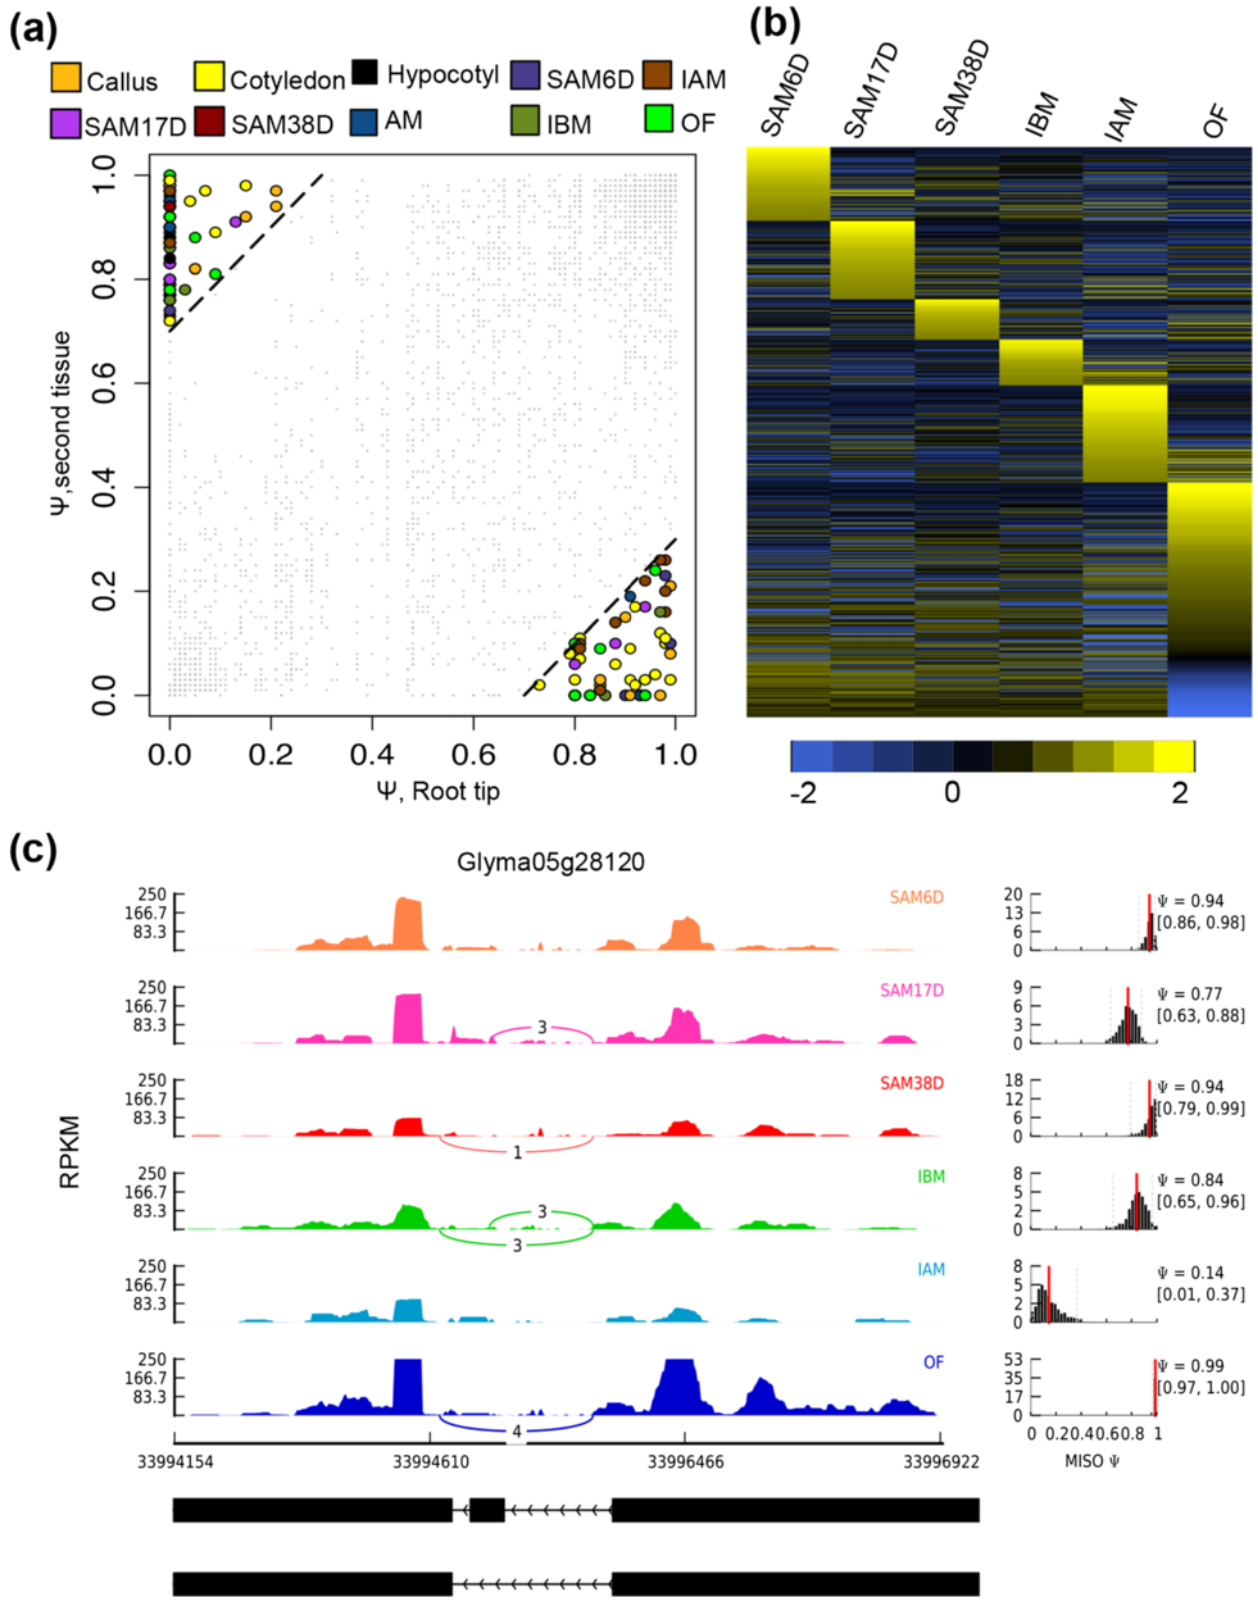 (a)
Callus
Cotyledon
Hypocotyl
SAM6D
IAM
SAM17D
SAM38D
AM
IBM
OF
1.0
0.8
0.6
0.4
0.2
0.0
Ψ,second tissue
0.0 0.2 0.4 0.6 0.8 1.0
Ψ, Root tip
(b)
SAM6D
SAM17D
SAM38D
IBM
IAM
OF
-2 0 2
(c)
Glyma05g28120
RPKM
250
166.7
83.3
SAM6D
20
13
6
0
Ψ = 0.94
[0.86, 0.98]
250
166.7
83.3
3
SAM17D
9
6
3
0
Ψ = 0.77
[0.63, 0.88]
250
166.7
83.3
1
SAM38D
18
12
6
0
Ψ = 0.94
[0.79, 0.99]
250
166.7
83.3
3
3
IBM
8
5
2
0
Ψ = 0.84
[0.65, 0.96]
250
166.7
83.3
IAM
8
5
2
0
Ψ = 0.14
[0.01, 0.37]
250
166.7
83.3
4
OF
53
35
17
0
Ψ = 0.99
[0.97, 1.00]
33994154 33994610 33996466 33996922
0 0.2 0.4 0.6 0.8 1
MISO Ψ